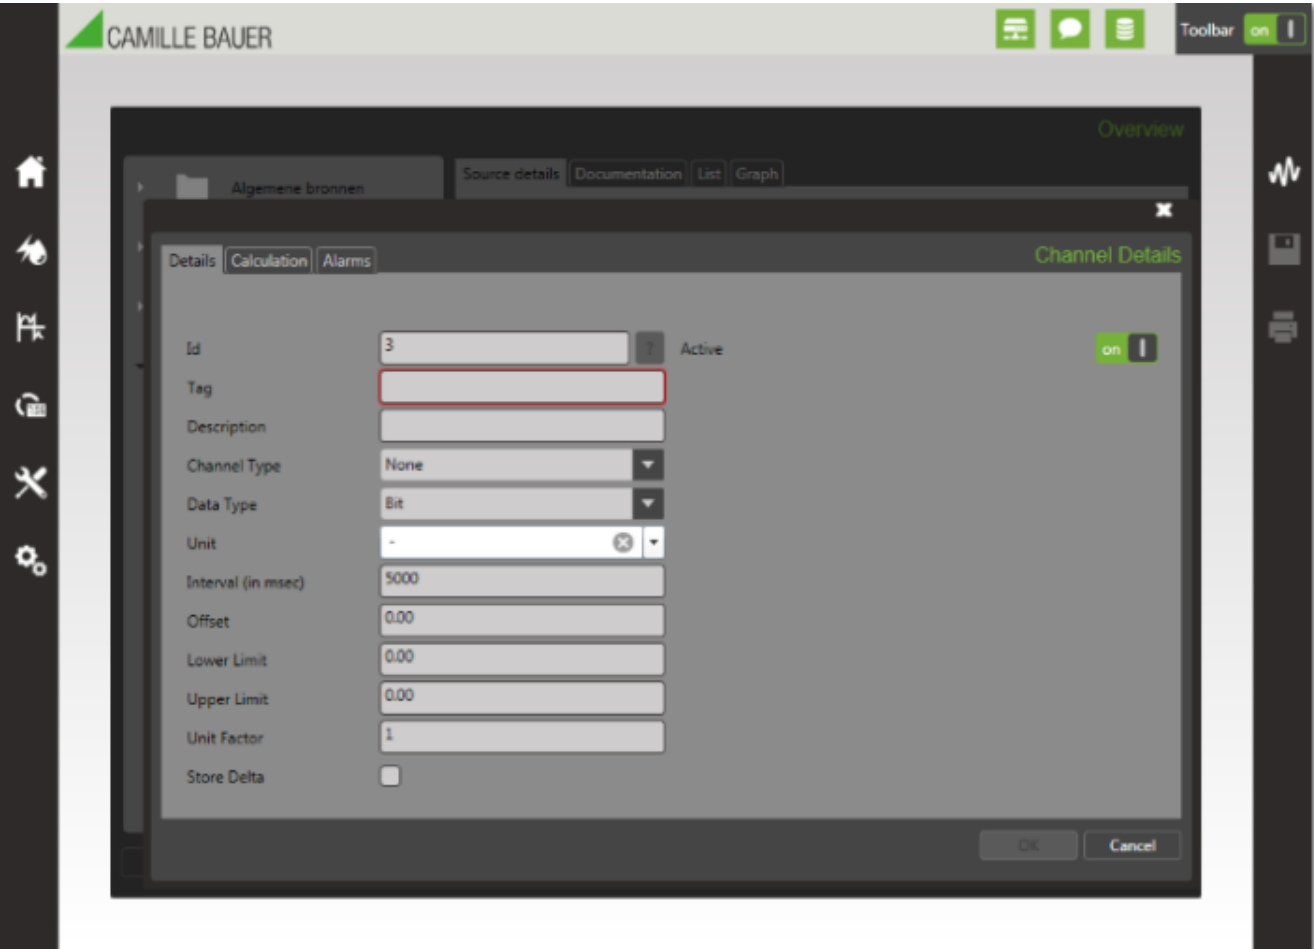 CAMILLE BAUER
Toolbar on
Overview
Algemene bronnen
Source details Documentation List Graph
Details Calculation Alarms
Channel Details
Id 3 ? Active on
Tag
Description
Channel Type None
Data Type Bit
Unit -
Interval (in msec) 5000
Offset 0.00
Lower Limit 0.00
Upper Limit 0.00
Unit Factor 1
Store Delta
OK Cancel